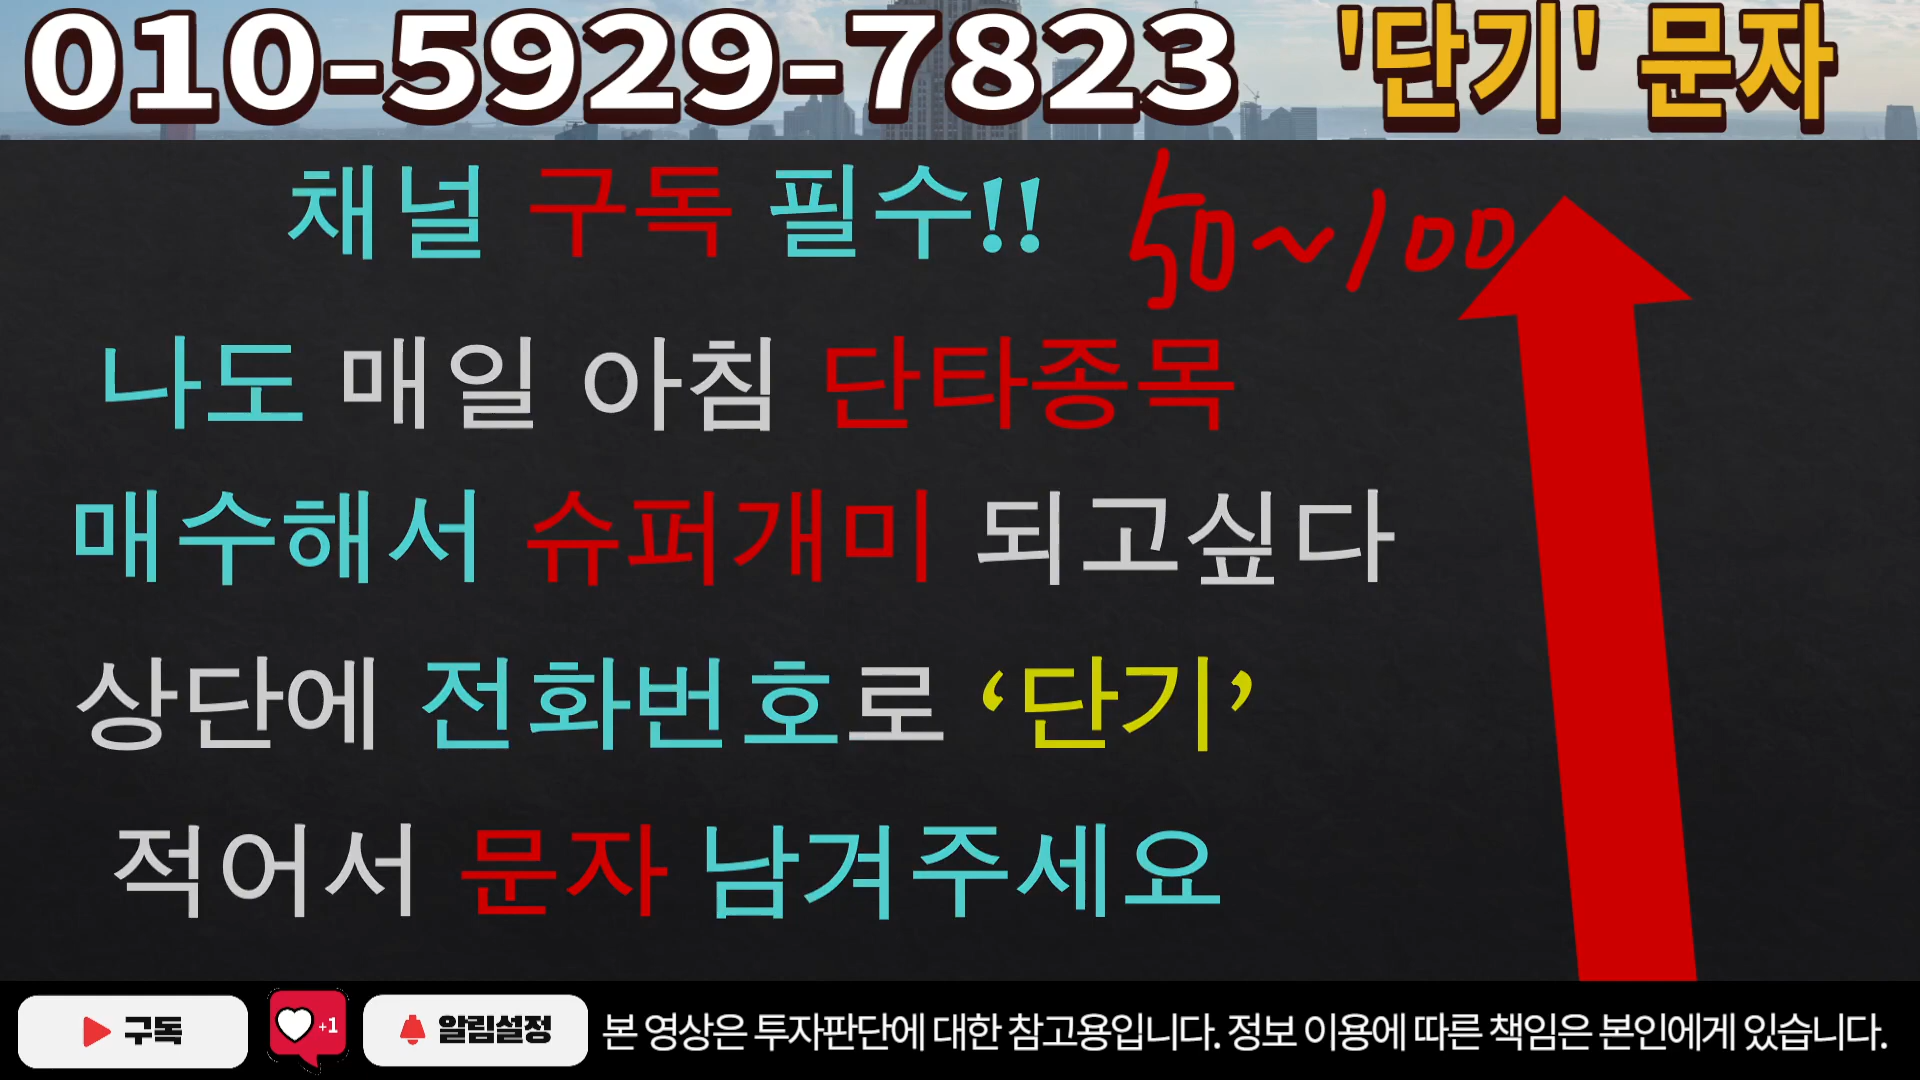 010-5929-7823 '단기' 문자
채널 구독 필수!! 50~100
나도 매일 아침 단타종목
매수해서 슈퍼개미 되고싶다
상단에 전화번호로 ‘단기’
적어서 문자 남겨주세요
구독 +1 알림설정 본 영상은 투자판단에 대한 참고용입니다. 정보 이용에 따른 책임은 본인에게 있습니다.